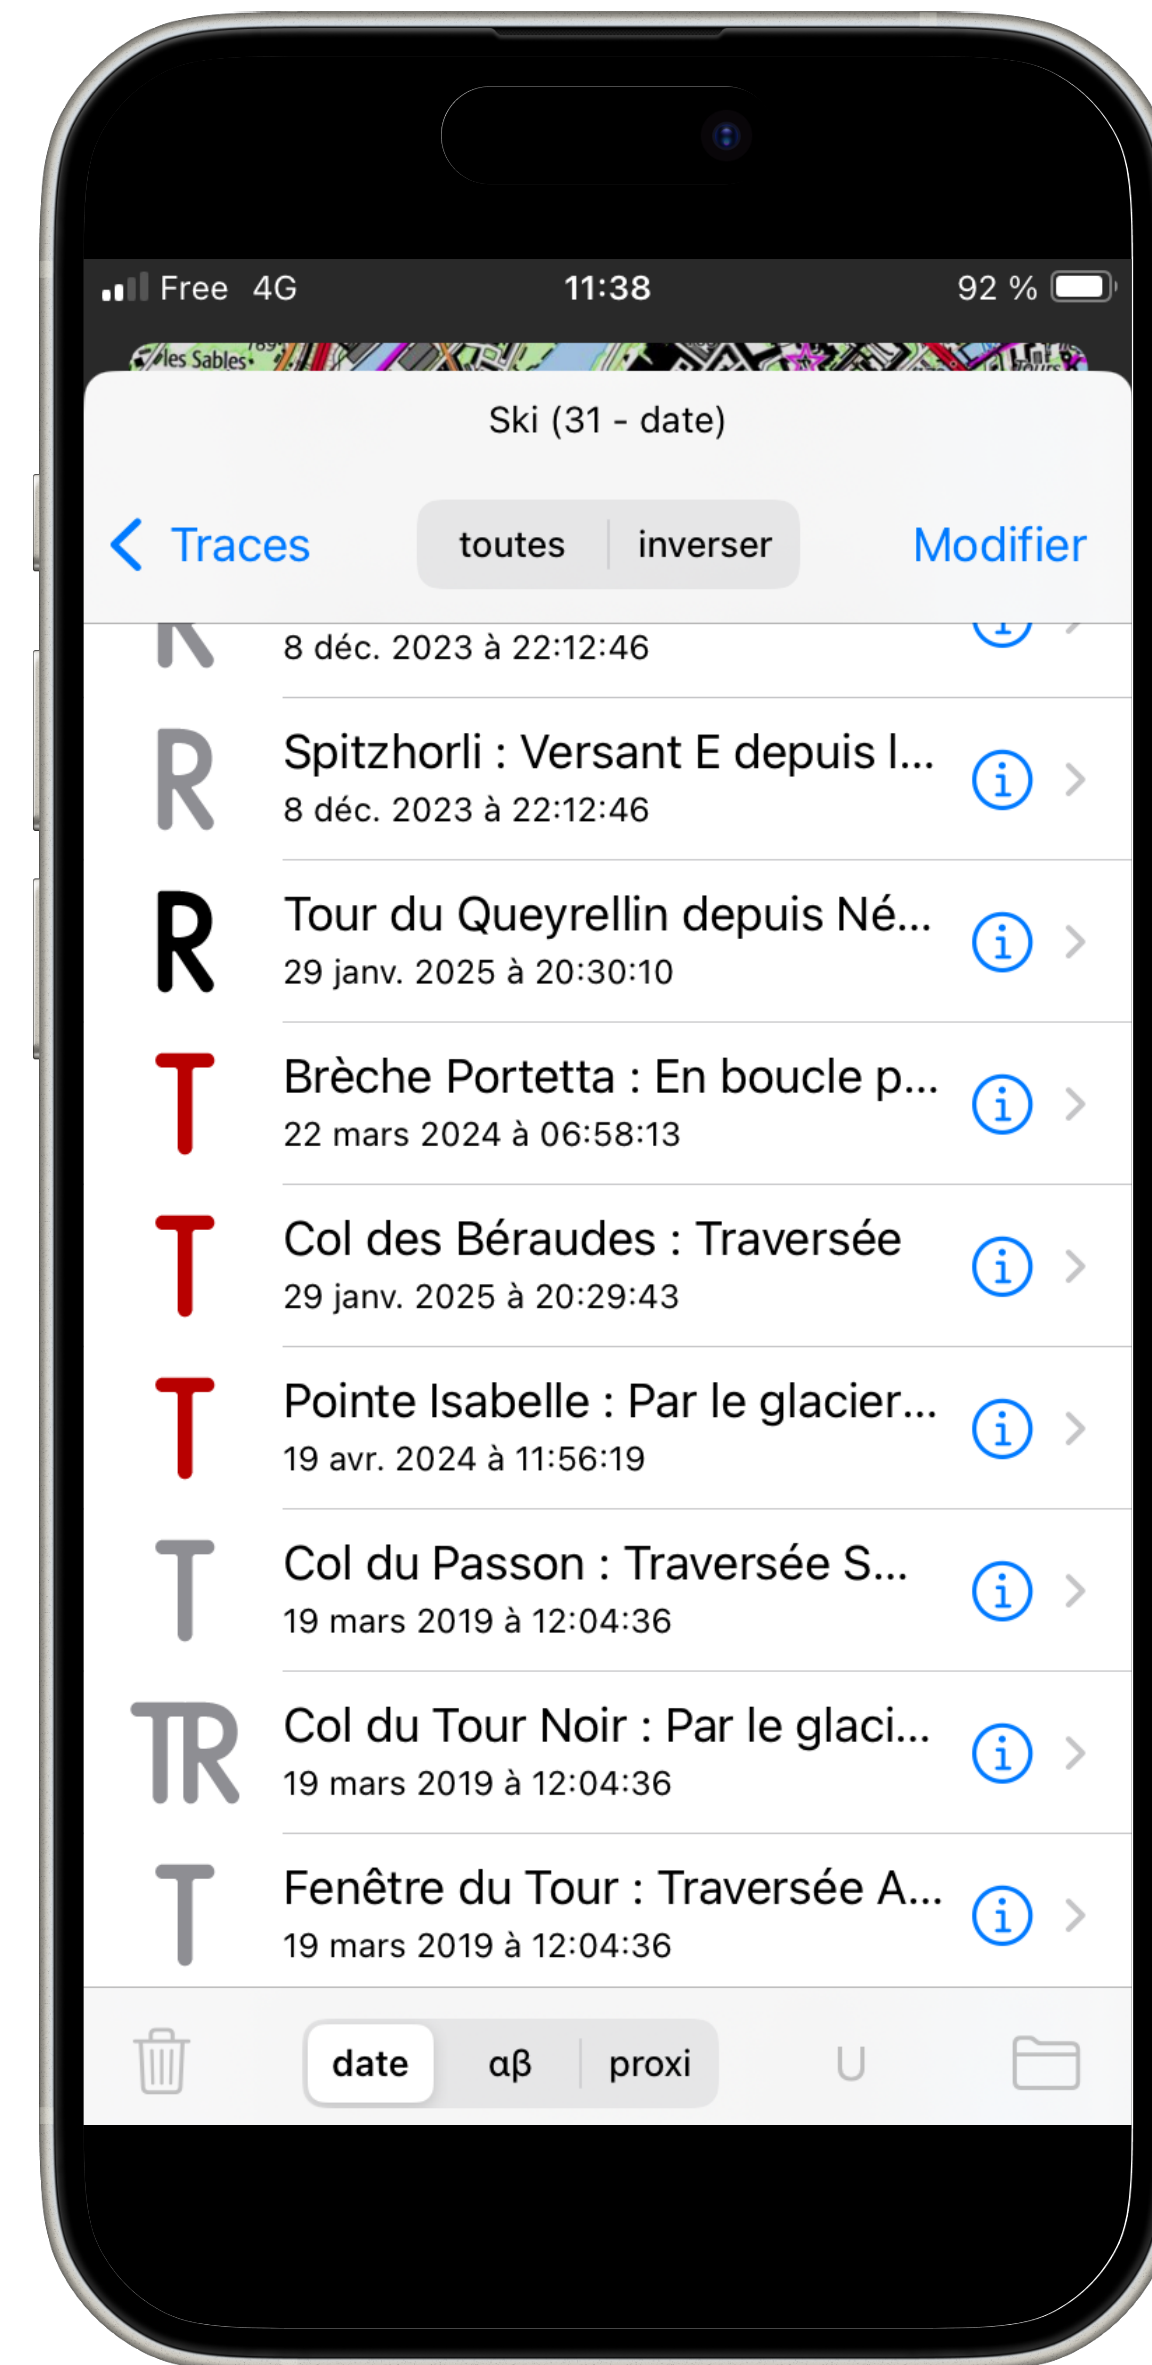 Free 4G 11:38 92 %
les Sables
Ski (31 - date)
Traces toutes inverser Modifier
R
8 déc. 2023 à 22:12:46
R
Spitzhorli : Versant E depuis l...
8 déc. 2023 à 22:12:46
R
Tour du Queyrellin depuis Né...
29 janv. 2025 à 20:30:10
T
Brèche Portetta : En boucle p...
22 mars 2024 à 06:58:13
T
Col des Béraudes : Traversée
29 janv. 2025 à 20:29:43
T
Pointe Isabelle : Par le glacier...
19 avr. 2024 à 11:56:19
T
Col du Passon : Traversée S...
19 mars 2019 à 12:04:36
TR
Col du Tour Noir : Par le glaci...
19 mars 2019 à 12:04:36
T
Fenêtre du Tour : Traversée A...
19 mars 2019 à 12:04:36
date αβ proxi U